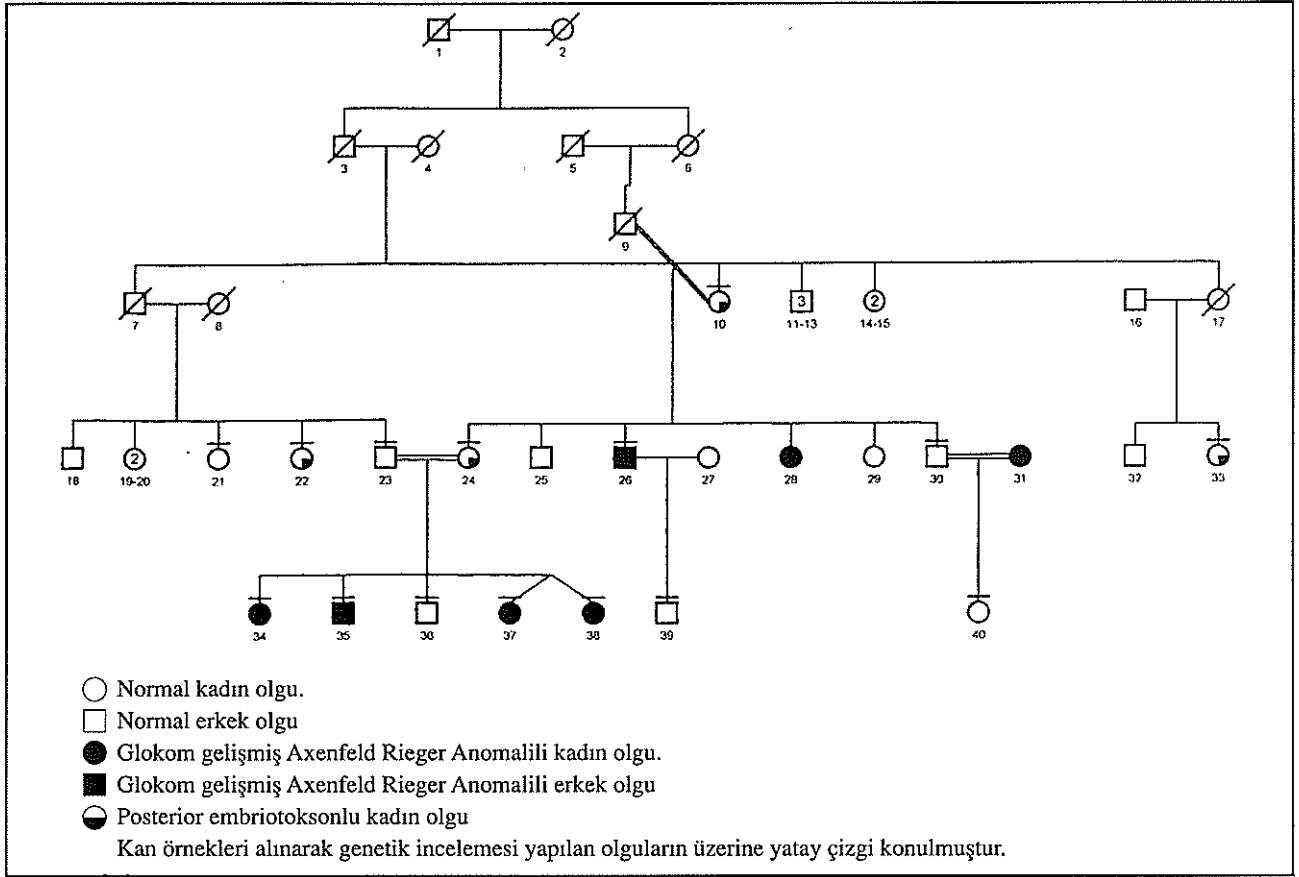 1 2
3 4 5 6
9
3 2
7 8 10 11-13 14-15 16 17
2
18 19-20 21 22 23 24 25 26 27 28 29 30 31 32 33
34 35 36 37 38 39 40
Normal kadın olgu.
Normal erkek olgu
Glokom gelişmiş Axenfeld Rieger Anomalili kadın olgu.
Glokom gelişmiş Axenfeld Rieger Anomalili erkek olgu
Posterior embriotoksonlu kadın olgu
Kan örnekleri alınarak genetik incelemesi yapılan olguların üzerine yatay çizgi konulmuştur.